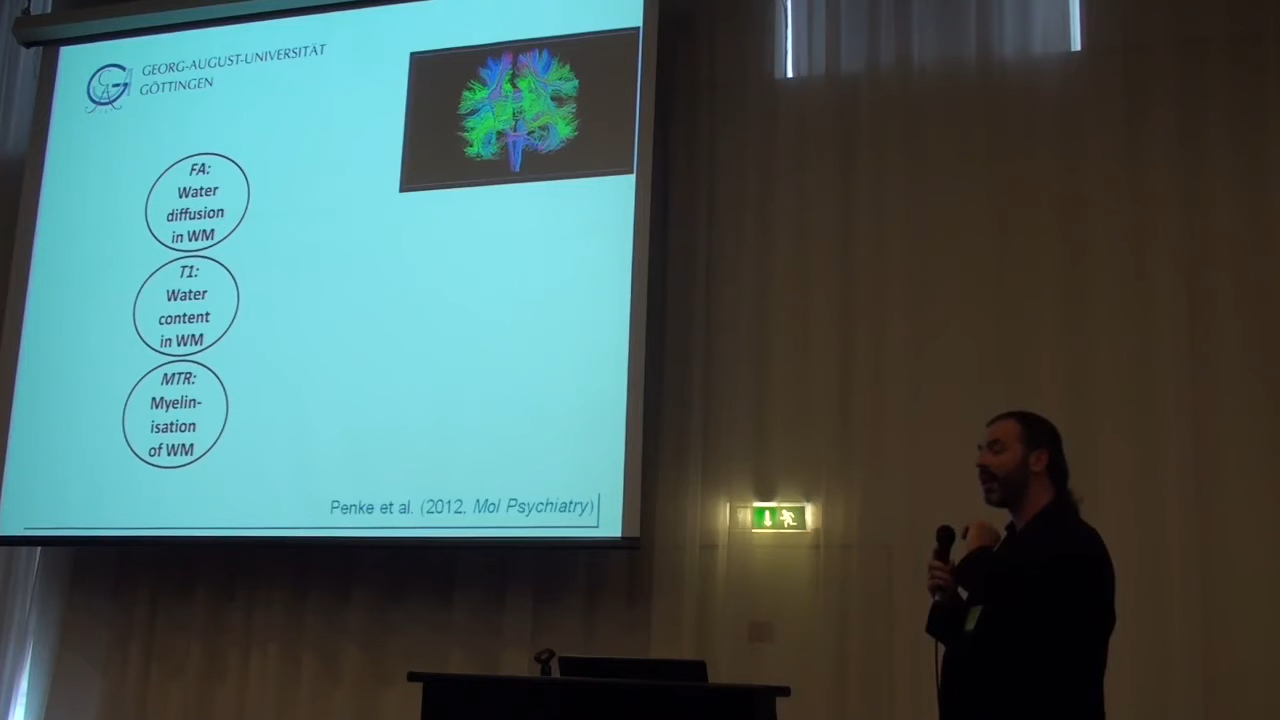 GEORG-AUGUST-UNIVERSITÄT
GÖTTINGEN
FA:
Water
diffusion
in WM
T1:
Water
content
in WM
MTR:
Myelin-
isation
of WM
Penke et al. (2012, Mol Psychiatry)